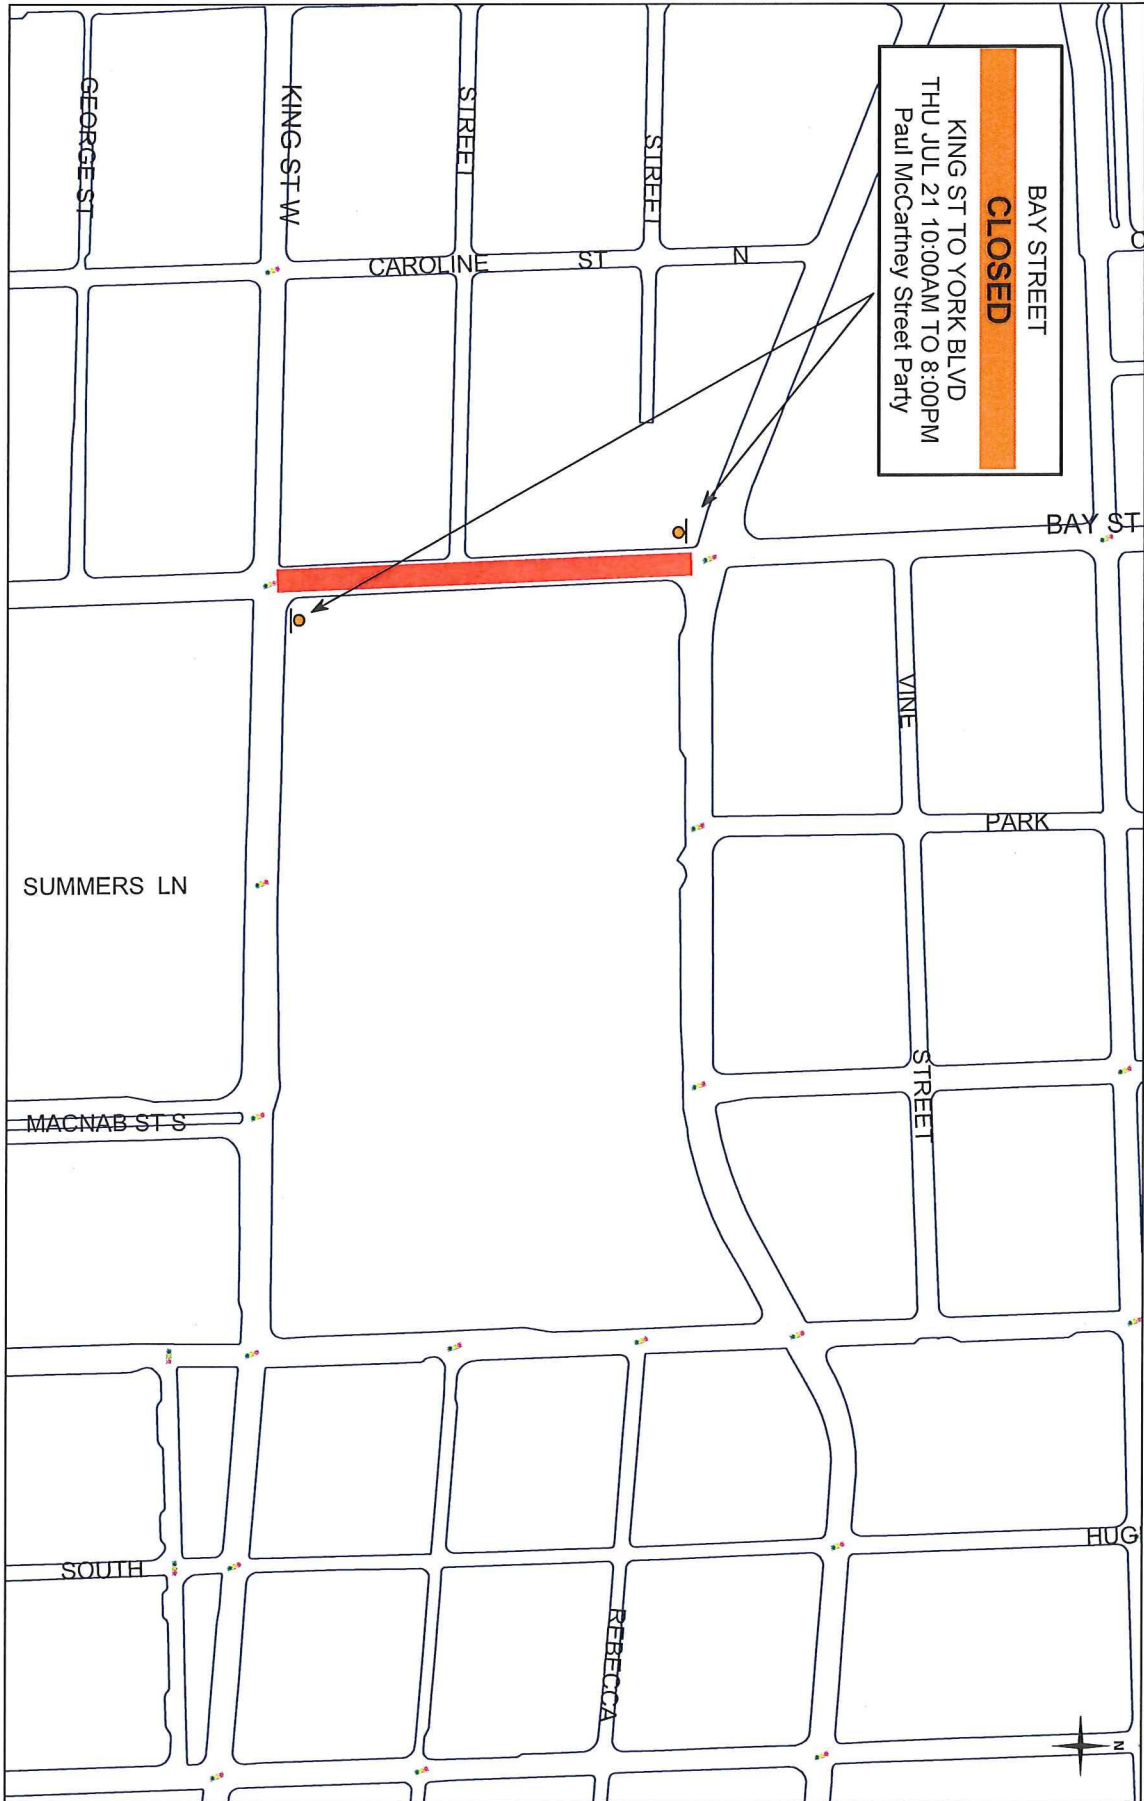 BAY STREET
CLOSED
KING ST TO YORK BLVD
THU JUL 21 10:00AM TO 8:00PM
Paul McCartney Street Party
GEORGE ST
KING ST W
STREET
STREET
CAROLINE ST N
BAY ST
VINE STREET
PARK
SUMMERS LN
MACNAB ST S
HUG
SOUTH
REBECCA
N